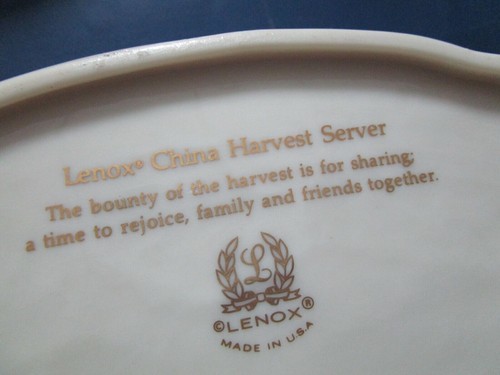 Lenox® China Harvest Server
The bounty of the harvest is for sharing;
a time to rejoice, family and friends together.
L
©LENOX®
MADE IN U.S.A